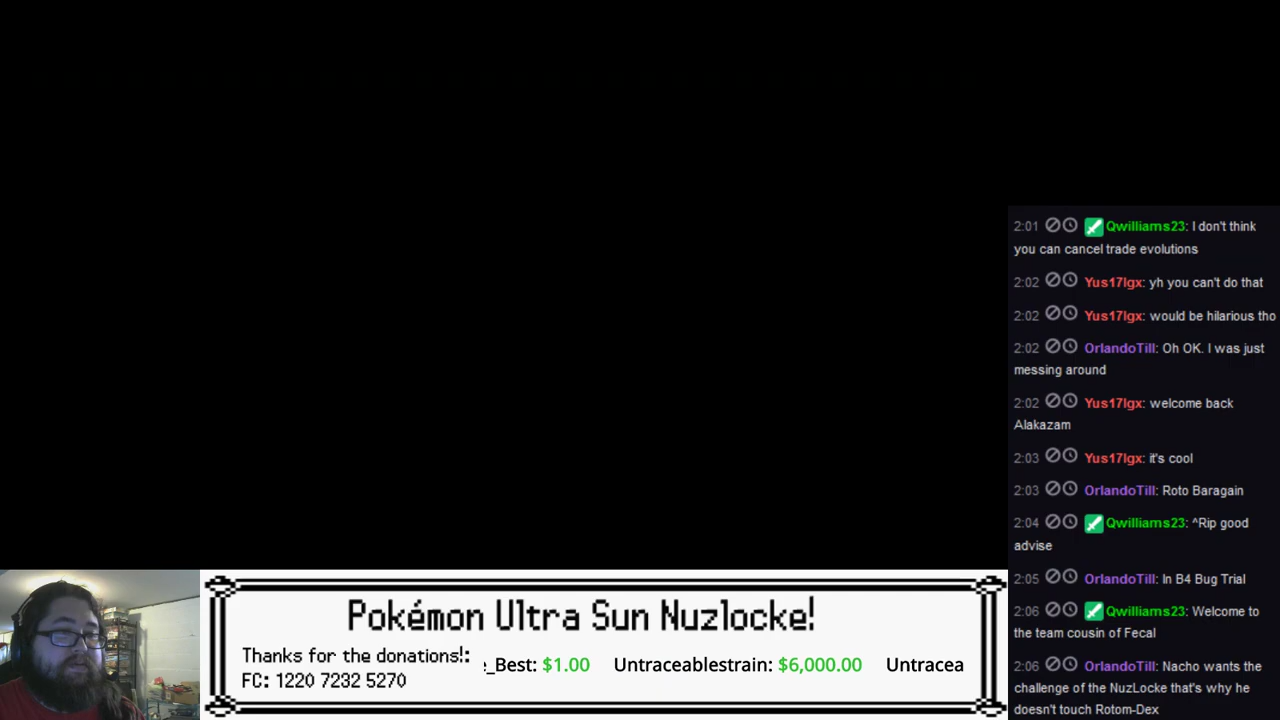 2:01 Qwilliams23: I don't think
you can cancel trade evolutions
2:02 Yus17lgx: yh you can't do that
2:02 Yus17lgx: would be hilarious tho
2:02 OrlandoTill: Oh OK. I was just
messing around
2:02 Yus17lgx: welcome back
Alakazam
2:03 Yus17lgx: it's cool
2:03 OrlandoTill: Roto Baragain
2:04 Qwilliams23: ^Rip good
advise
2:05 OrlandoTill: In B4 Bug Trial
2:06 Qwilliams23: Welcome to
the team cousin of Fecal
2:06 OrlandoTill: Nacho wants the
challenge of the NuzLocke that's why he
doesn't touch Rotom-Dex
Pokémon Ultra Sun Nuzlocke!
Thanks for the donations!:
e_Best: $1.00 Untraceablestrain: $6,000.00 Untracea
FC: 1220 7232 5270